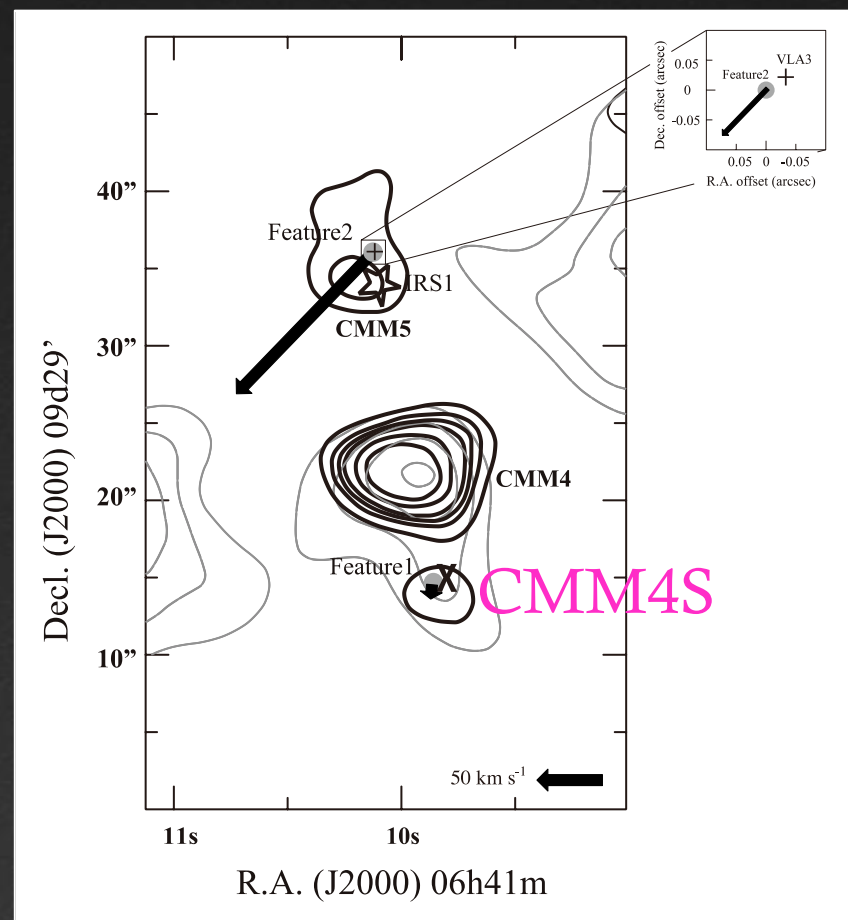 0.05
0
-0.05
Dec. offset (arcsec)
VLA3
Feature2
0.05 0 -0.05
R.A. offset (arcsec)
40”
Feature2
IRS1
CMM5
30”
Decl. (J2000) 09d29’
CMM4
20”
Feature1
X
CMM4S
10”
50 km s⁻¹
11s
10s
R.A. (J2000) 06h41m